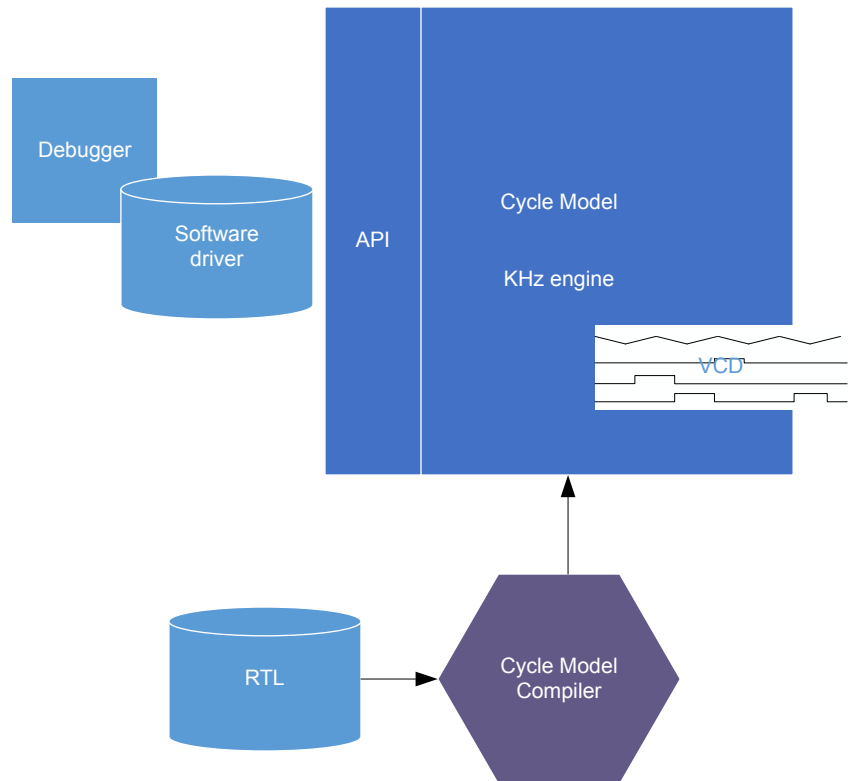 Debugger
Software
driver
API
Cycle Model
KHz engine
VCD
RTL
Cycle Model
Compiler